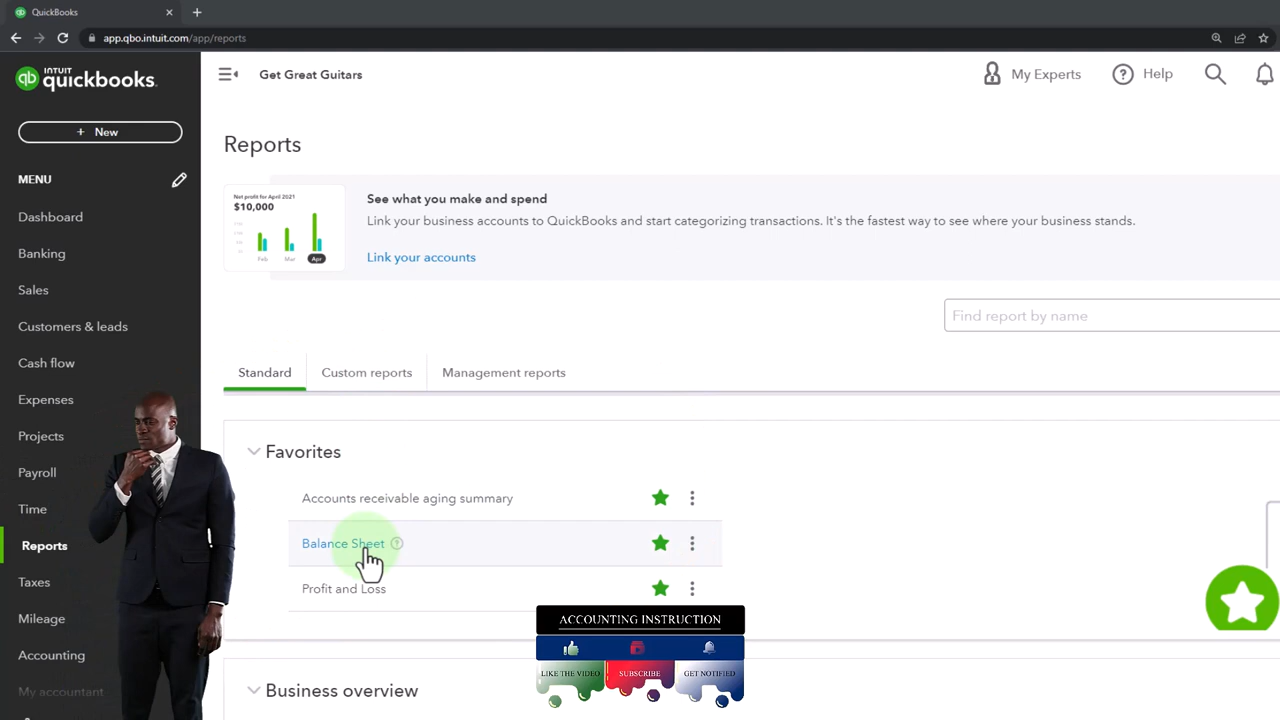 QuickBooks
app.qbo.intuit.com/app/reports
INTUIT
quickbooks.
Get Great Guitars
My Experts
Help
+ New
MENU
Dashboard
Banking
Sales
Customers & leads
Cash flow
Expenses
Projects
Payroll
Time
Reports
Taxes
Mileage
Accounting
My accountant
Reports
Net profit for April 2021
$10,000
Feb Mar Apr
See what you make and spend
Link your business accounts to QuickBooks and start categorizing transactions. It's the fastest way to see where your business stands.
Link your accounts
Find report by name
Standard
Custom reports
Management reports
Favorites
Accounts receivable aging summary
Balance Sheet
Profit and Loss
Business overview
ACCOUNTING INSTRUCTION
LIKE THE VIDEO
SUBSCRIBE
GET NOTIFIED